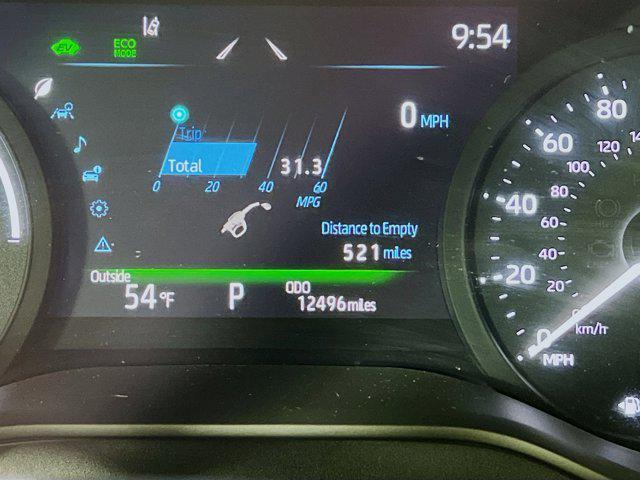 EV
ECO
MODE
9:54
0 MPH
Trip
Total
31.3
0 20 40 60
MPG
Distance to Empty
521 miles
Outside
54 °F
P
ODO
12496 miles
80
60
40
20
0
MPH
120
100
80
60
40
20
km/h